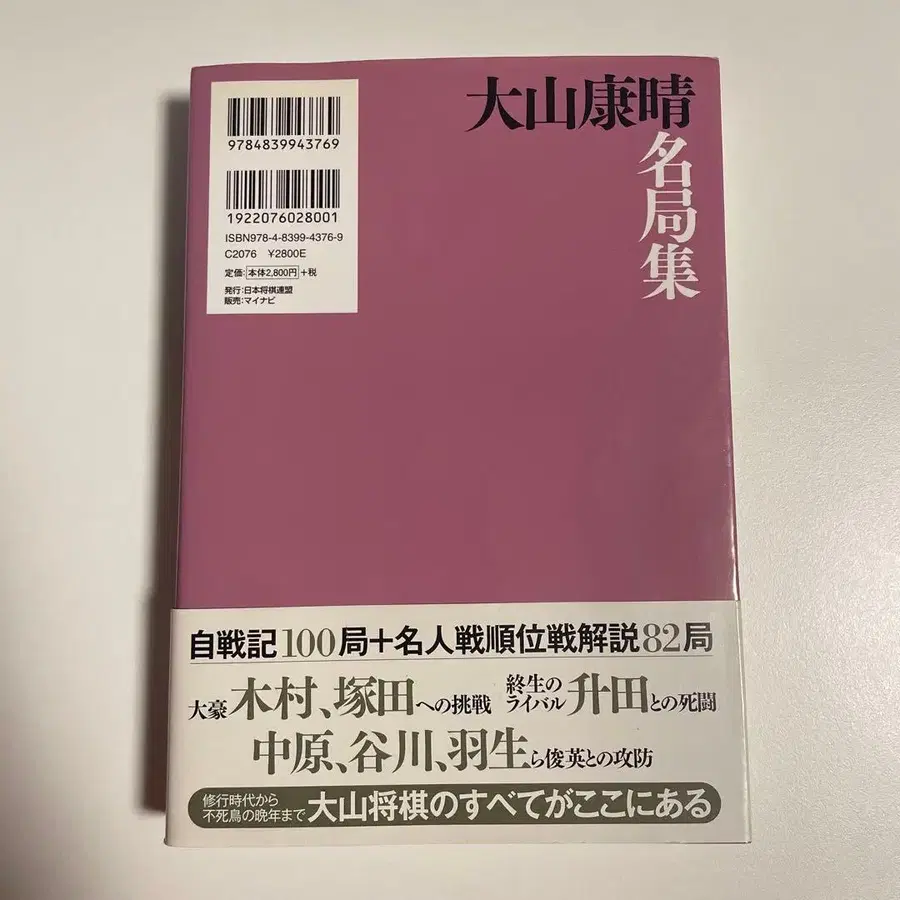 大山康晴
名局集
9784839943769
1922076028001
ISBN978-4-8399-4376-9
C2076 ¥2800E
定価:本体2,800円+税
発行:日本将棋連盟
販売:マイナビ
自戦記100局+名人戦順位戦解説82局
大豪木村、塚田への挑戦 終生のライバル升田との死闘
中原、谷川、羽生ら俊英との攻防
修行時代から
不死鳥の晩年まで 大山将棋のすべてがここにある